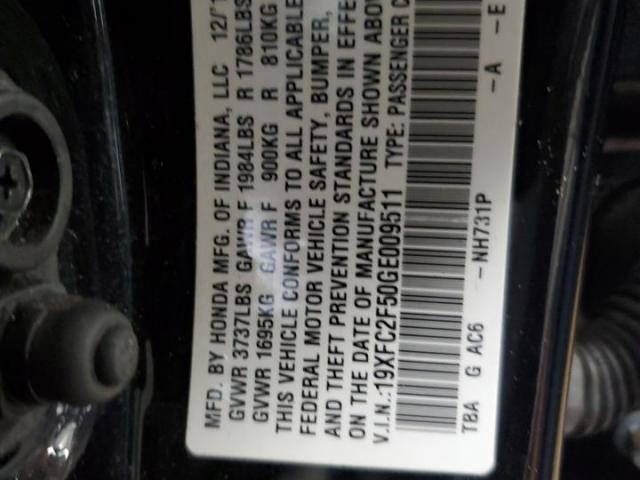 MFD. BY HONDA MFG. OF INDIANA, LLC 12/1
GVWR 3737LBS GAWR F 1984LBS R 1786LBS
GVWR 1695KG GAWR F 900KG R 810KG
THIS VEHICLE CONFORMS TO ALL APPLICABLE
FEDERAL MOTOR VEHICLE SAFETY, BUMPER,
AND THEFT PREVENTION STANDARDS IN EFFE
ON THE DATE OF MANUFACTURE SHOWN ABOV
V.I.N.:19XFC2F50GE009511 TYPE: PASSENGER C
TBA G AC6 -NH731P -A -E